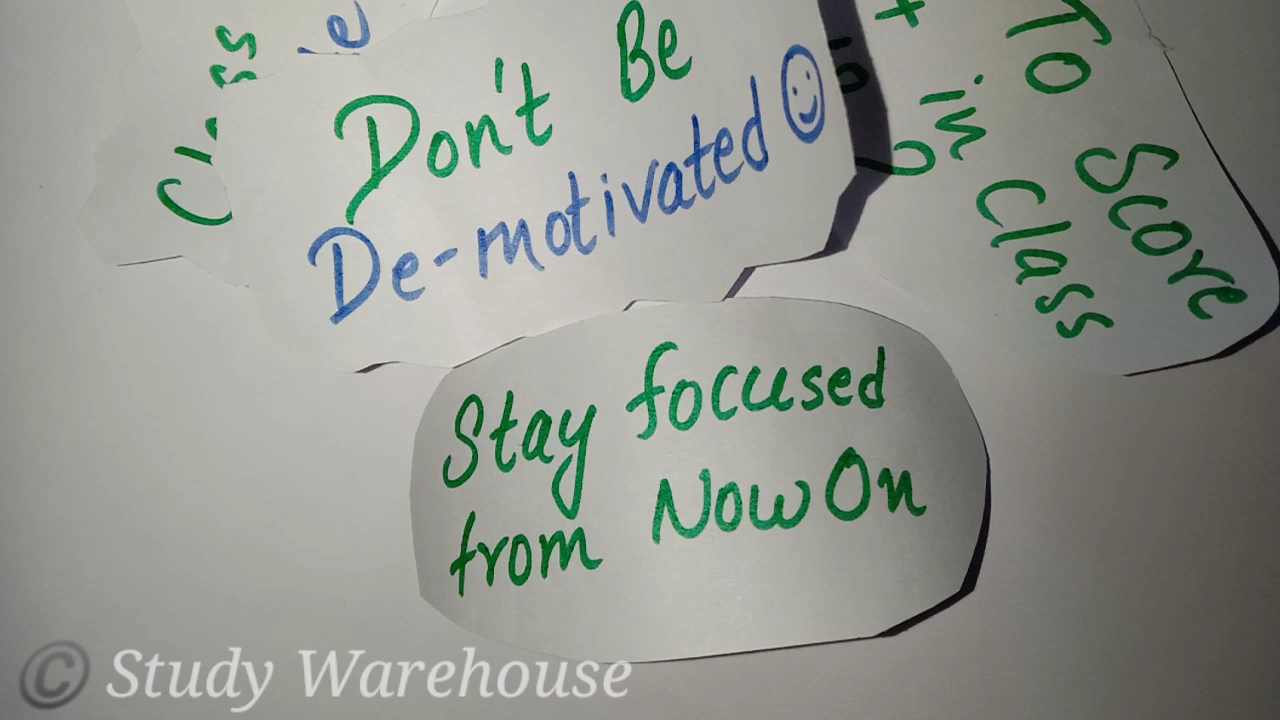 Don't Be
De-motivated
To Score
in Class
Stay focused
from Now On
© Study Warehouse